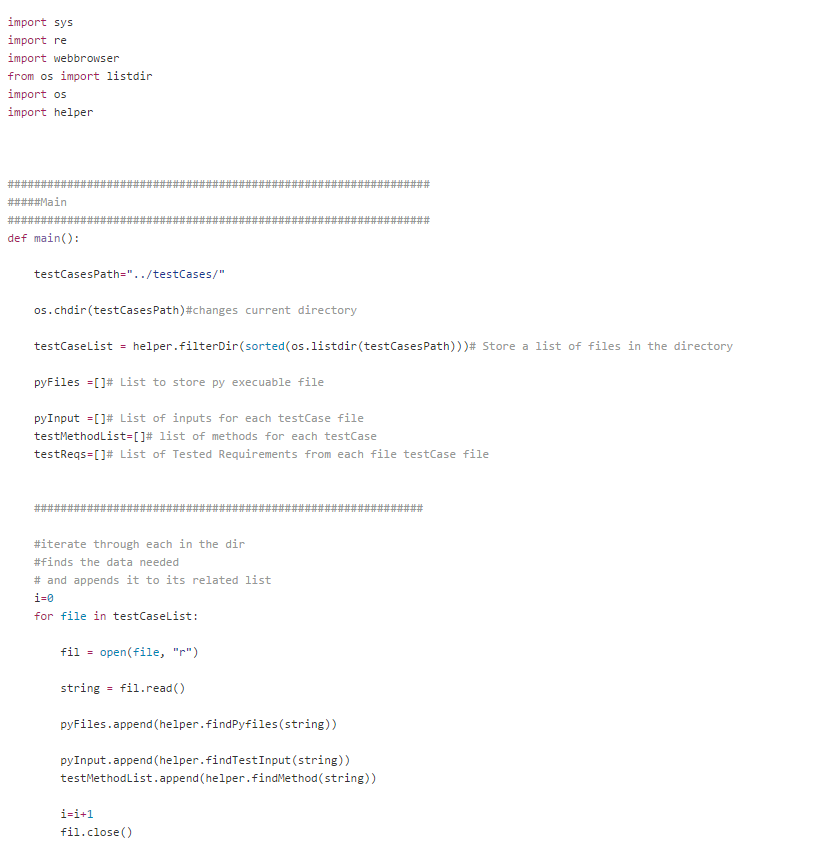 import sys
import re
import webbrowser
from os import listdir
import os
import helper
################################################################
#####Main
################################################################
def main():
testCasesPath="../testCases/"
os.chdir(testCasesPath)#changes current directory
testCaseList = helper.filterDir(sorted(os.listdir(testCasesPath)))# Store a list of files in the directory
pyFiles =[]# List to store py execuable file
pyInput =[]# List of inputs for each testCase file
testMethodList=[]# list of methods for each testCase
testReqs=[]# List of Tested Requirements from each file testCase file
###########################################################
#iterate through each in the dir
#finds the data needed
# and appends it to its related list
i=0
for file in testCaseList:
fil = open(file, "r")
string = fil.read()
pyFiles.append(helper.findPyfiles(string))
pyInput.append(helper.findTestInput(string))
testMethodList.append(helper.findMethod(string))
i=i+1
fil.close()